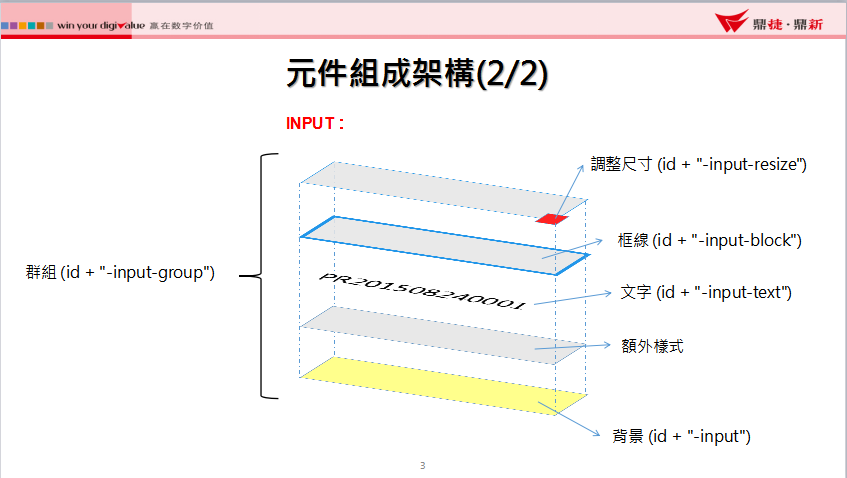 win your digivalue 赢在数字价值
鼎捷·鼎新
元件組成架構(2/2)
INPUT :
調整尺寸 (id + "-input-resize")
框線 (id + "-input-block")
群組 (id + "-input-group")
PR201508240001
文字 (id + "-input-text")
額外樣式
背景 (id + "-input")
3